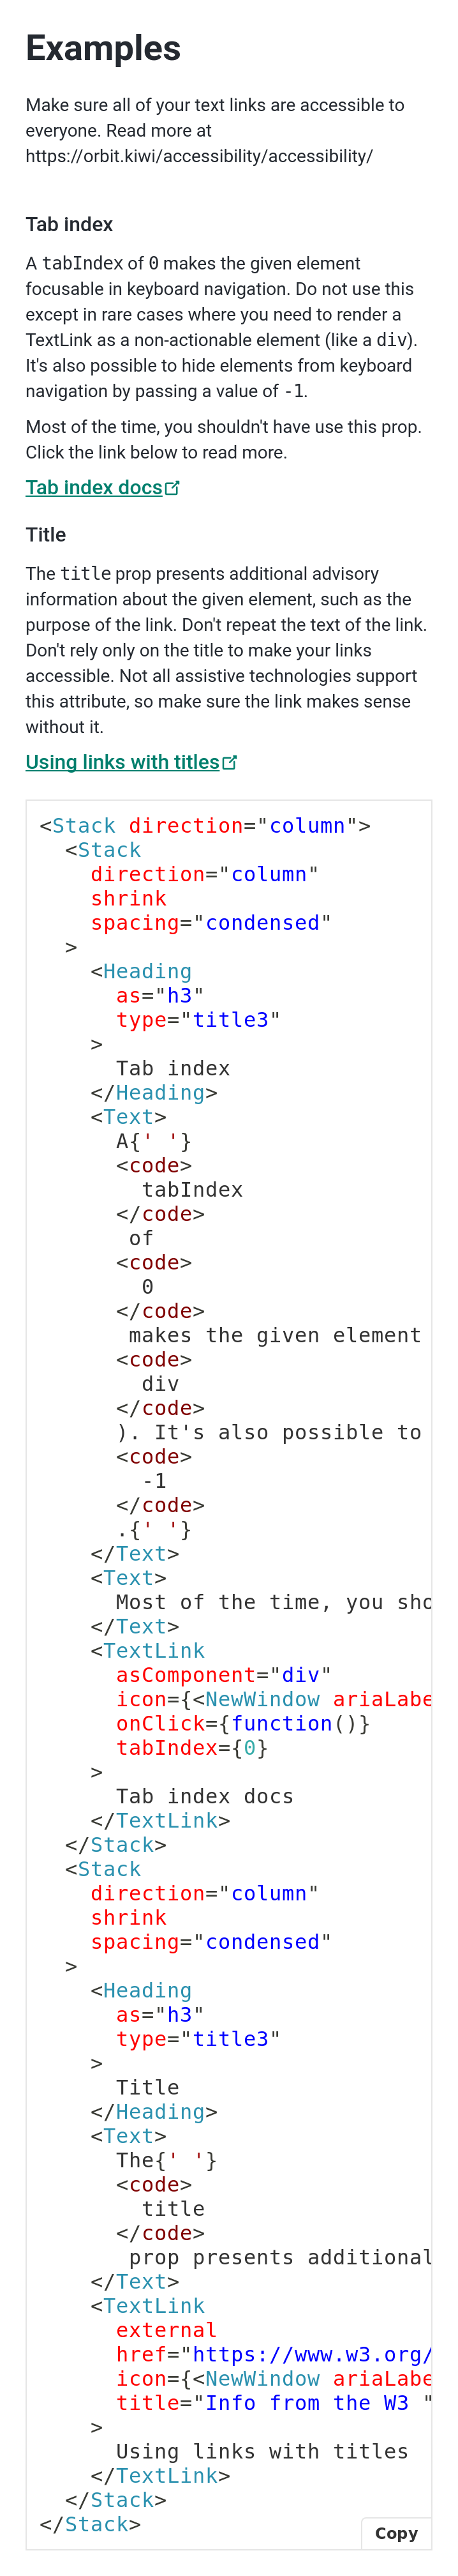 Examples
Make sure all of your text links are accessible to
everyone. Read more at
https://orbit.kiwi/accessibility/accessibility/
Tab index
A tabIndex of 0 makes the given element
focusable in keyboard navigation. Do not use this
except in rare cases where you need to render a
TextLink as a non-actionable element (like a div).
It's also possible to hide elements from keyboard
navigation by passing a value of -1.
Most of the time, you shouldn't have use this prop.
Click the link below to read more.
Tab index docs
Title
The title prop presents additional advisory
information about the given element, such as the
purpose of the link. Don't repeat the text of the link.
Don't rely only on the title to make your links
accessible. Not all assistive technologies support
this attribute, so make sure the link makes sense
without it.
Using links with titles
<Stack direction="column">
  <Stack
    direction="column"
    shrink
    spacing="condensed"
  >
    <Heading
      as="h3"
      type="title3"
    >
      Tab index
    </Heading>
    <Text>
      A{' '}
      <code>
        tabIndex
      </code>
       of
      <code>
        0
      </code>
       makes the given element
      <code>
        div
      </code>
      ). It's also possible to
      <code>
        -1
      </code>
      .{' '}
    </Text>
    <Text>
      Most of the time, you sho
    </Text>
    <TextLink
      asComponent="div"
      icon={<NewWindow ariaLabe
      onClick={function()}
      tabIndex={0}
    >
      Tab index docs
    </TextLink>
  </Stack>
  <Stack
    direction="column"
    shrink
    spacing="condensed"
  >
    <Heading
      as="h3"
      type="title3"
    >
      Title
    </Heading>
    <Text>
      The{' '}
      <code>
        title
      </code>
       prop presents additional
    </Text>
    <TextLink
      external
      href="https://www.w3.org/
      icon={<NewWindow ariaLabe
      title="Info from the W3 "
    >
      Using links with titles
    </TextLink>
  </Stack>
</Stack>
Copy